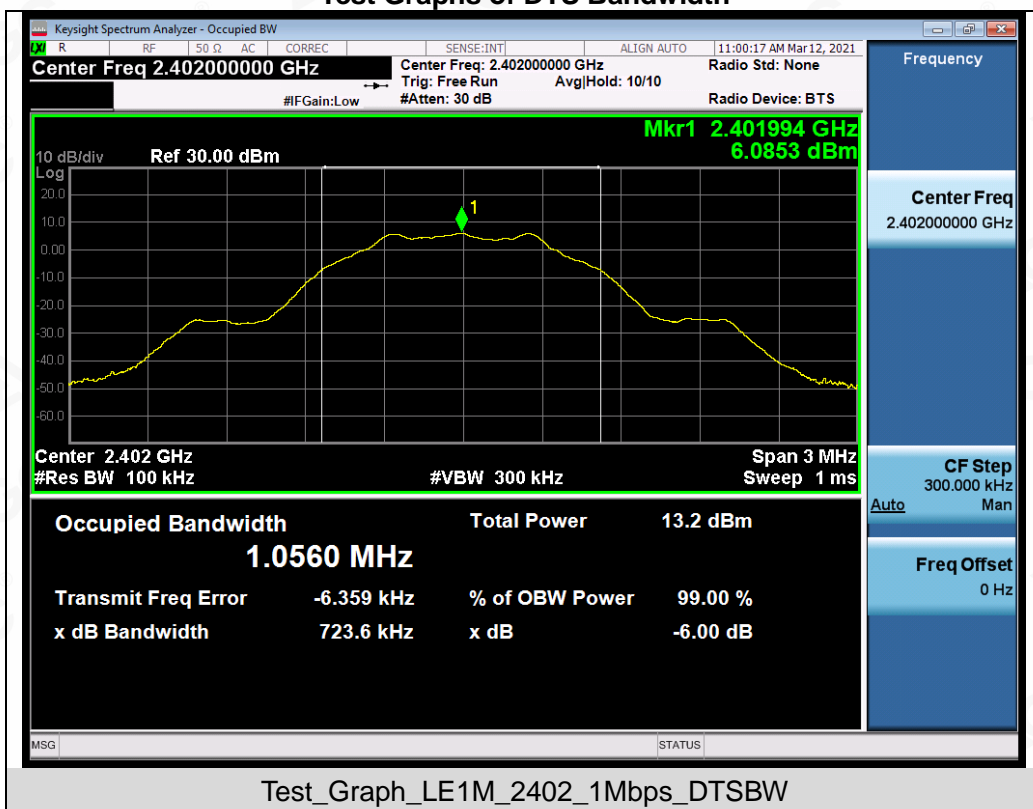 Test Graphs of DTS Bandwidth
Keysight Spectrum Analyzer - Occupied BW
LXI R RF 50 Ω AC CORREC SENSE:INT ALIGN AUTO 11:00:17 AM Mar 12, 2021
Center Freq 2.402000000 GHz
Center Freq: 2.402000000 GHz
Radio Std: None
Trig: Free Run Avg|Hold: 10/10
#IFGain:Low
#Atten: 30 dB
Radio Device: BTS
Frequency
Mkr1 2.401994 GHz
6.0853 dBm
10 dB/div Ref 30.00 dBm
Log
20.0
10.0
0.00
-10.0
-20.0
-30.0
-40.0
-50.0
-60.0
1
Center 2.402 GHz
Span 3 MHz
#Res BW 100 kHz
#VBW 300 kHz
Sweep 1 ms
Center Freq
2.402000000 GHz
CF Step
300.000 kHz
Auto Man
Freq Offset
0 Hz
Occupied Bandwidth
Total Power 13.2 dBm
1.0560 MHz
Transmit Freq Error -6.359 kHz % of OBW Power 99.00 %
x dB Bandwidth 723.6 kHz x dB -6.00 dB
MSG
STATUS
Test_Graph_LE1M_2402_1Mbps_DTSBW